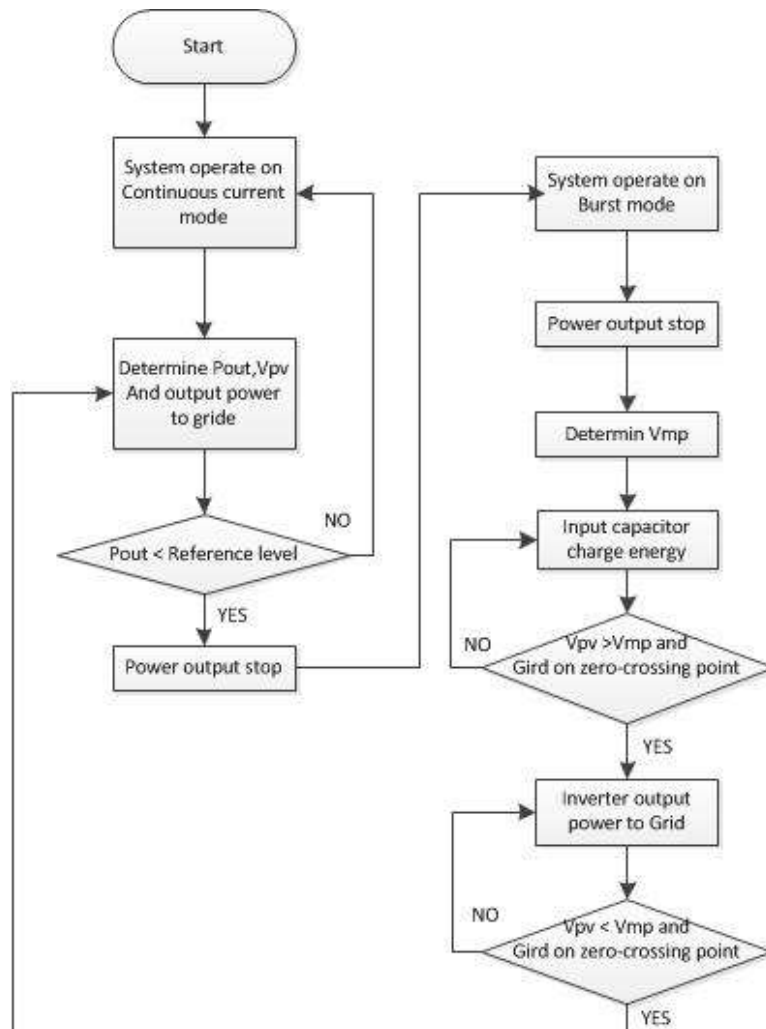 Start
System operate on
Continuous current
mode
Determine Pout,Vpv
And output power
to gride
Pout < Reference level
NO
YES
Power output stop
System operate on
Burst mode
Power output stop
Determin Vmp
Input capacitor
charge energy
Vpv >Vmp and
Gird on zero-crossing point
NO
YES
Inverter output
power to Grid
Vpv < Vmp and
Gird on zero-crossing point
NO
YES